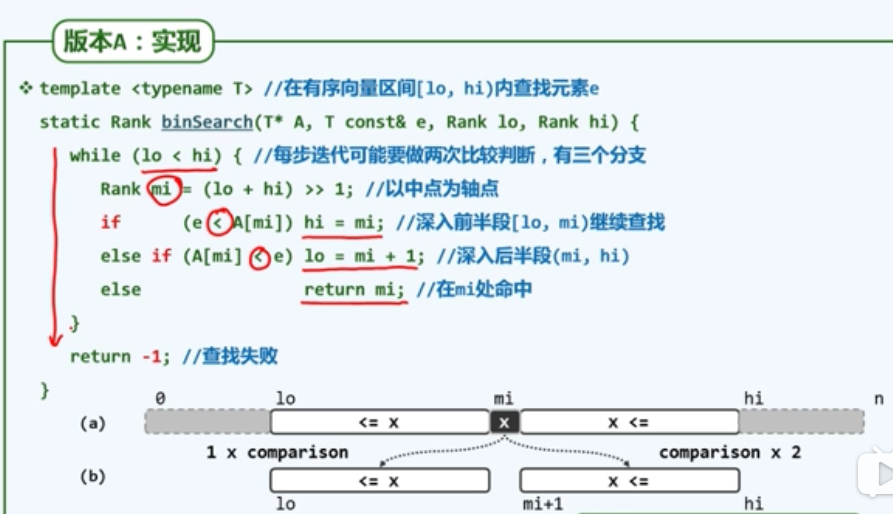 版本A：实现
❖ template <typename T> //在有序向量区间[lo, hi)内查找元素e
static Rank binSearch(T* A, T const& e, Rank lo, Rank hi) {
while (lo < hi) { //每步迭代可能要做两次比较判断，有三个分支
Rank mi = (lo + hi) >> 1; //以中点为轴点
if (e < A[mi]) hi = mi; //深入前半段[lo, mi)继续查找
else if (A[mi] < e) lo = mi + 1; //深入后半段(mi, hi)
else return mi; //在mi处命中
}
return -1; //查找失败
}
0 lo mi hi n
(a) <= x x x <=
1 x comparison comparison x 2
(b) <= x x <=
lo mi+1 hi